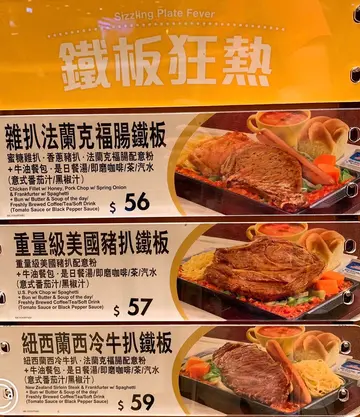 Sizzling Plate Fever
鐵板狂熱
雜扒法蘭克福腸鐵板
蜜糖雞扒‧香蔥豬扒‧法蘭克福腸配意粉
+牛油餐包‧是日餐湯/即磨咖啡/茶/汽水
(意式番茄汁/黑椒汁)
Chicken Fillet w/ Honey, Pork Chop w/ Spring Onion
& Frankfurter w/ Spaghetti
+ Bun w/ Butter & Soup of the day/
Freshly Brewed Coffee/Tea/Soft Drink
(Tomato Sauce or Black Pepper Sauce)
$ 56
重量級美國豬扒鐵板
重量級美國豬扒配意粉
+牛油餐包‧是日餐湯/即磨咖啡/茶/汽水
(意式番茄汁/黑椒汁)
U.S. Pork Chop w/ Spaghetti
+ Bun w/ Butter & Soup of the day/
Freshly Brewed Coffee/Tea/Soft Drink
(Tomato Sauce or Black Pepper Sauce)
$ 57
紐西蘭西冷牛扒鐵板
紐西蘭西冷牛扒‧法蘭克福腸配意粉
+牛油餐包‧是日餐湯/即磨咖啡/茶/汽水
(意式番茄汁/黑椒汁)
New Zealand Sirloin Steak & Frankfurter w/ Spaghetti
+ Bun w/ Butter & Soup of the day/
Freshly Brewed Coffee/Tea/Soft Drink
(Tomato Sauce or Black Pepper Sauce)
$ 59